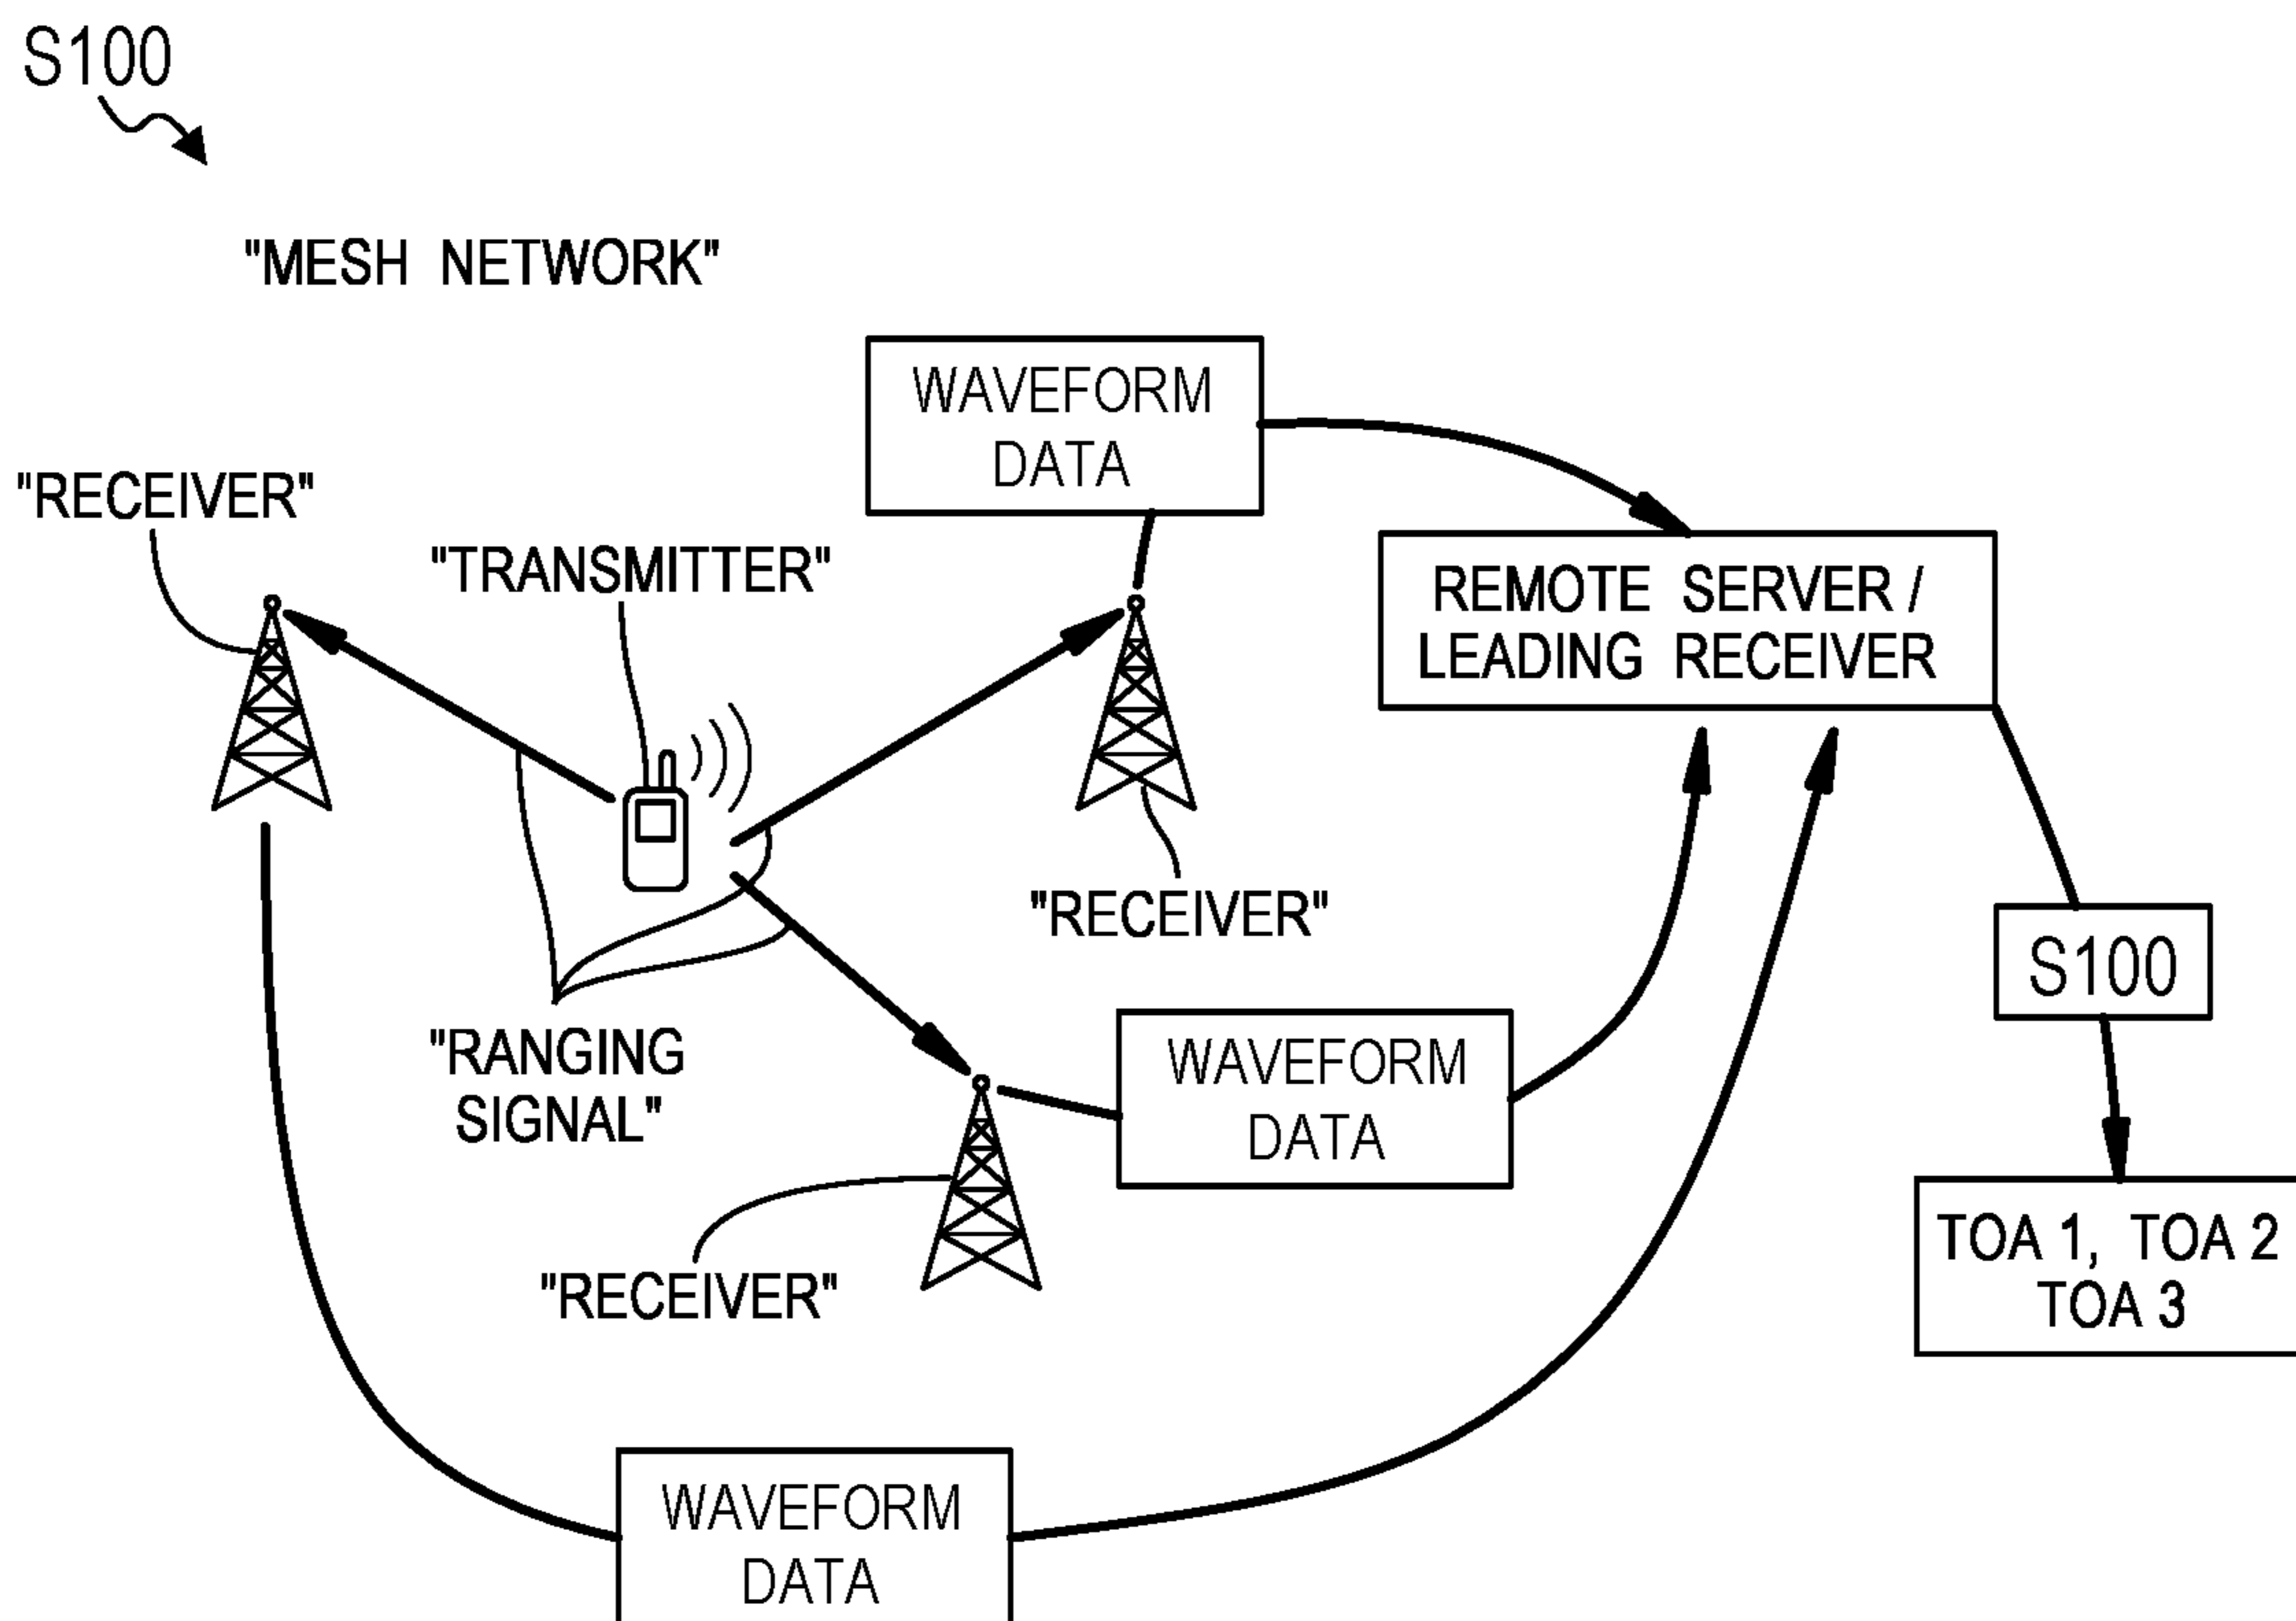 S100
"MESH NETWORK"
WAVEFORM
DATA
"RECEIVER"
"TRANSMITTER"
REMOTE SERVER /
LEADING RECEIVER
"RECEIVER"
S100
"RANGING
SIGNAL"
WAVEFORM
DATA
TOA 1, TOA 2
TOA 3
"RECEIVER"
WAVEFORM
DATA